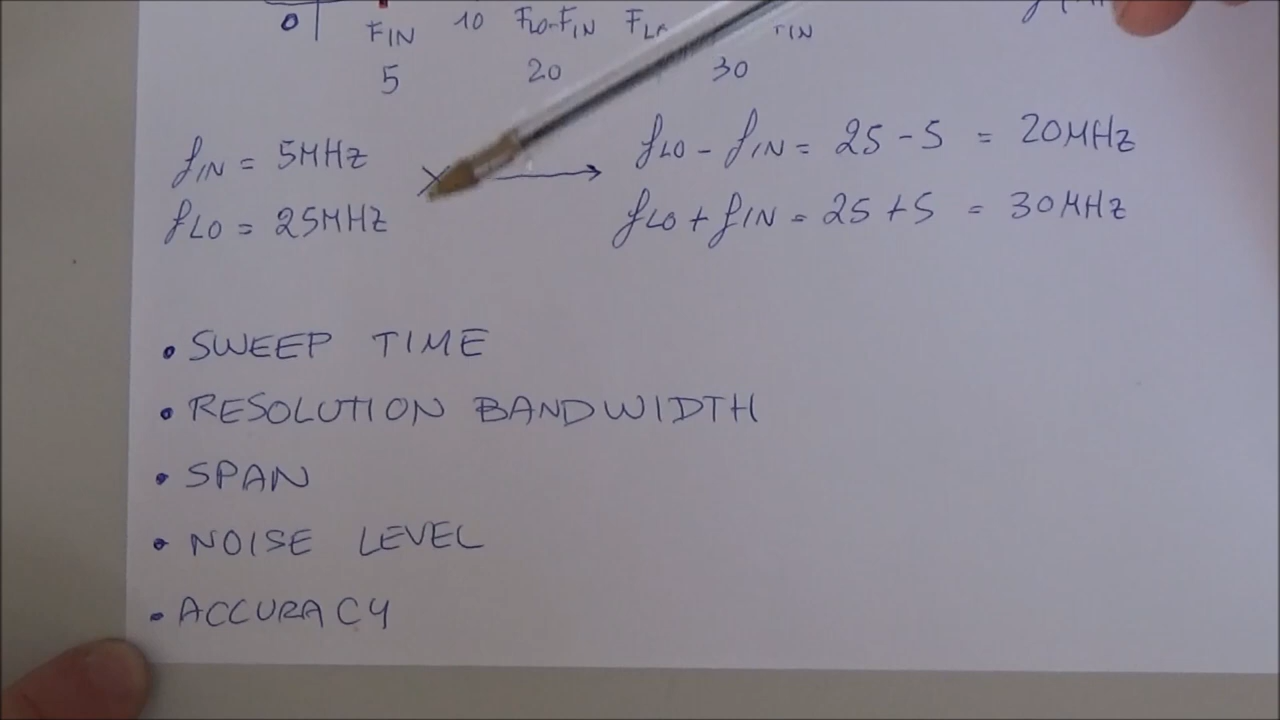 0 FIN 10 FLO-FIN
5 20 30
fIN = 5MHz
fLO = 25MHz
fLO - fIN = 25 - 5 = 20MHz
fLO + fIN = 25 + 5 = 30MHz
• SWEEP TIME
• RESOLUTION BANDWIDTH
• SPAN
• NOISE LEVEL
• ACCURACY